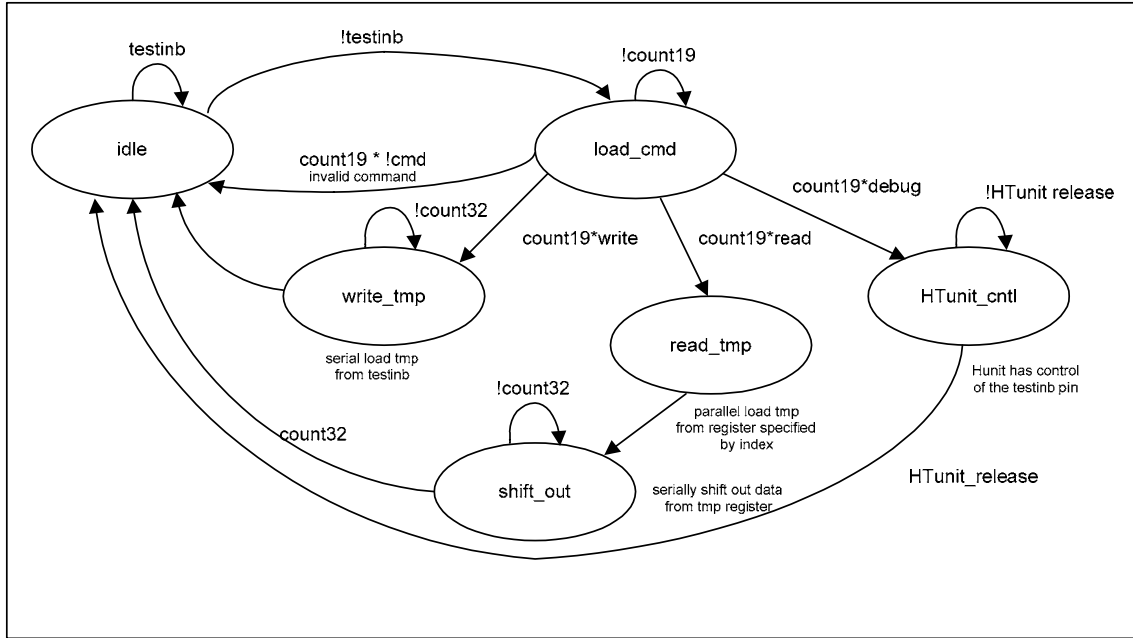 testinb
!testinb
!count19
idle
load_cmd
count19 * !cmd
invalid command
count19*debug
!HTunit release
!count32
count19*write
count19*read
write_tmp
HTunit_cntl
read_tmp
serial load tmp
from testinb
Hunit has control
of the testinb pin
!count32
parallel load tmp
from register specified
by index
count32
HTunit_release
shift_out
serially shift out data
from tmp register